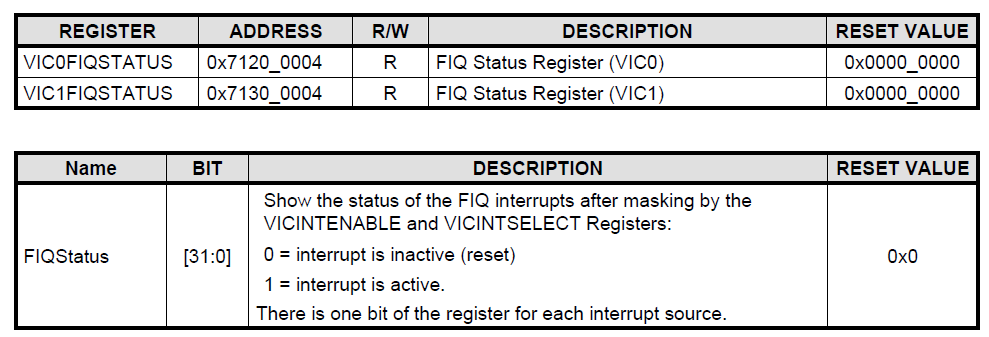 REGISTER ADDRESS R/W DESCRIPTION RESET VALUE
VIC0FIQSTATUS 0x7120_0004 R FIQ Status Register (VIC0) 0x0000_0000
VIC1FIQSTATUS 0x7130_0004 R FIQ Status Register (VIC1) 0x0000_0000
Name BIT DESCRIPTION RESET VALUE
Show the status of the FIQ interrupts after masking by the
VICINTENABLE and VICINTSELECT Registers:
FIQStatus [31:0] 0 = interrupt is inactive (reset) 0x0
1 = interrupt is active.
There is one bit of the register for each interrupt source.